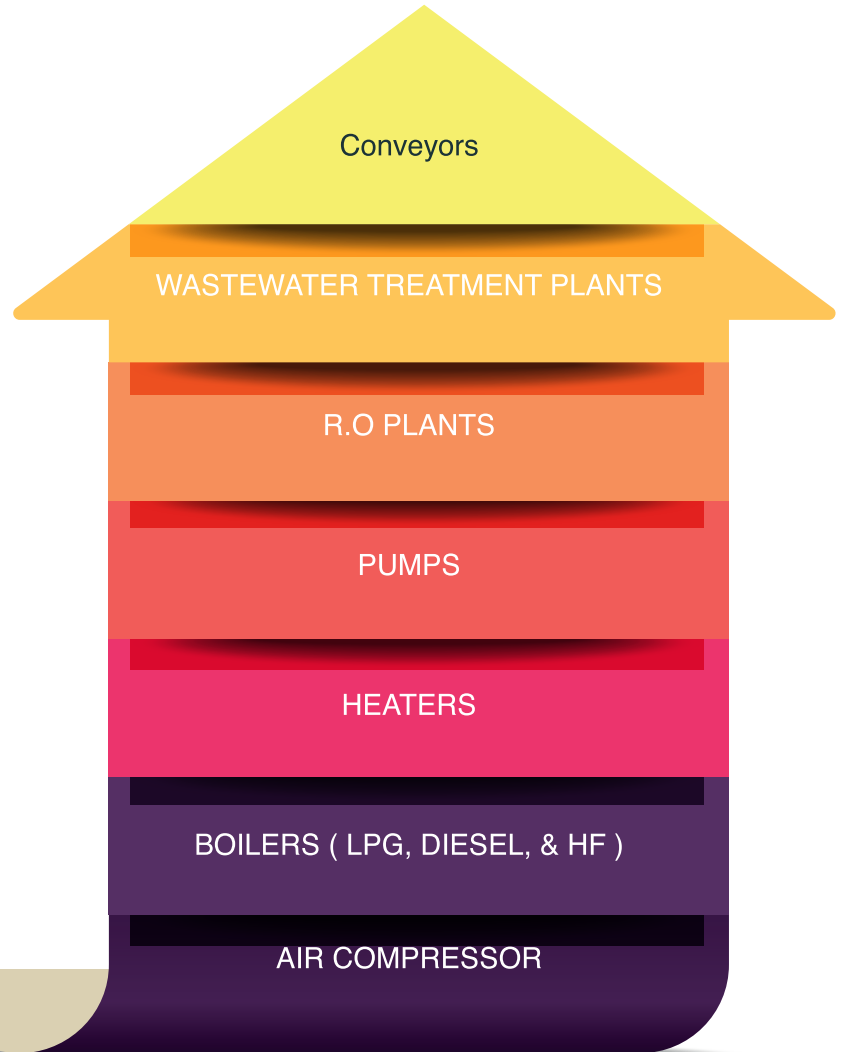 Conveyors
WASTEWATER TREATMENT PLANTS
R.O PLANTS
PUMPS
HEATERS
BOILERS ( LPG, DIESEL, & HF )
AIR COMPRESSOR